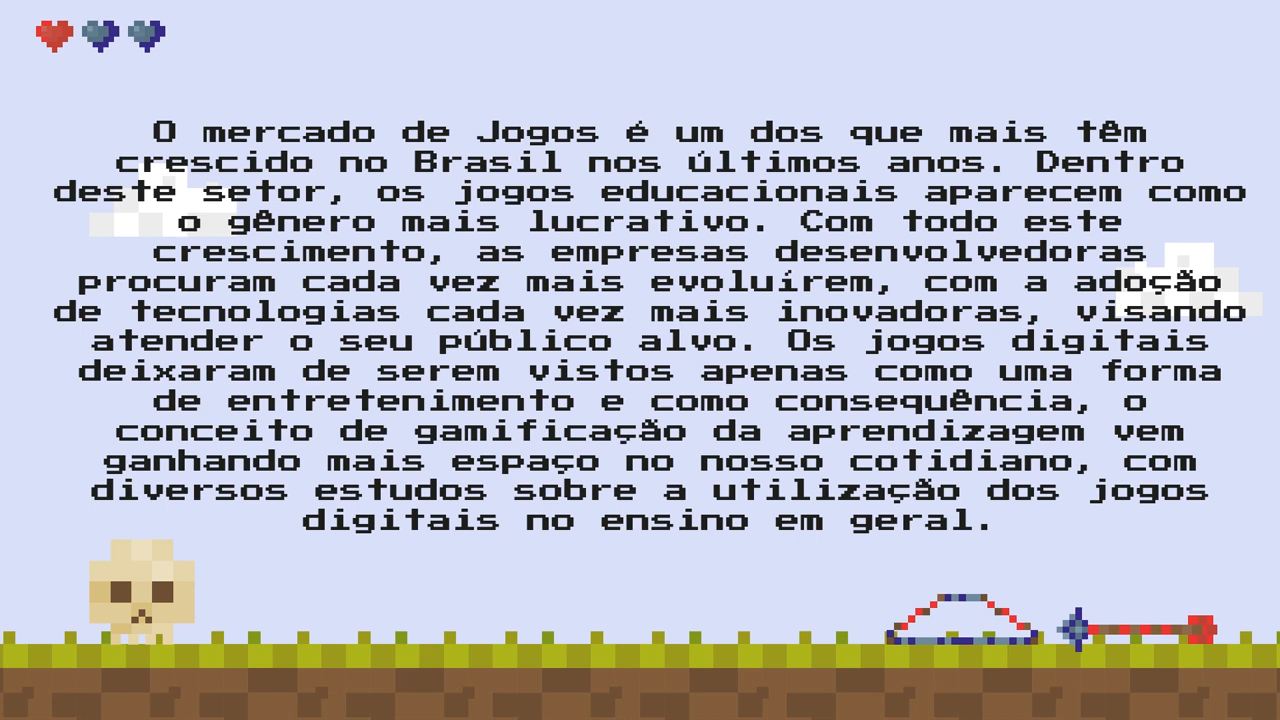 O mercado de Jogos é um dos que mais têm
crescido no Brasil nos últimos anos. Dentro
deste setor, os jogos educacionais aparecem como
o gênero mais lucrativo. Com todo este
crescimento, as empresas desenvolvedoras
procuram cada vez mais evoluírem, com a adoção
de tecnologias cada vez mais inovadoras, visando
atender o seu público alvo. Os jogos digitais
deixaram de serem vistos apenas como uma forma
de entretenimento e como consequência, o
conceito de gamificação da aprendizagem vem
ganhando mais espaço no nosso cotidiano, com
diversos estudos sobre a utilização dos jogos
digitais no ensino em geral.